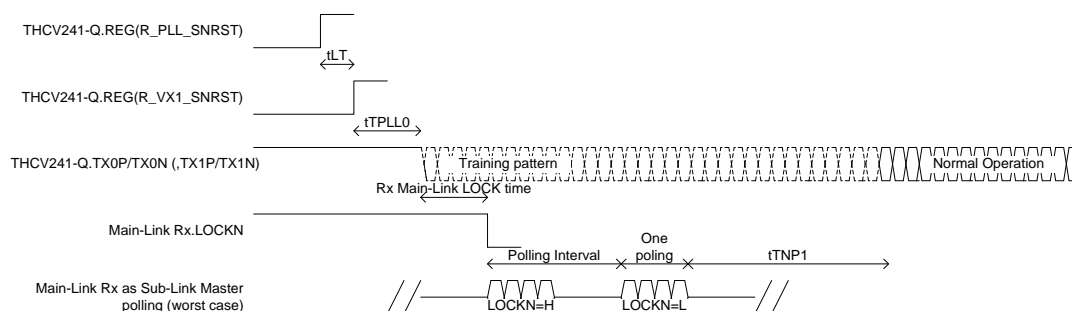 THCV241-Q.REG(R_PLL_SNRST)
tLT
THCV241-Q.REG(R_VX1_SNRST)
tTPLL0
THCV241-Q.TX0P/TX0N (,TX1P/TX1N)
Training pattern
Normal Operation
Rx Main-Link LOCK time
Main-Link Rx.LOCKN
Polling Interval
One
poling
tTNP1
Main-Link Rx as Sub-Link Master
polling (worst case)
LOCKN=H
LOCKN=L